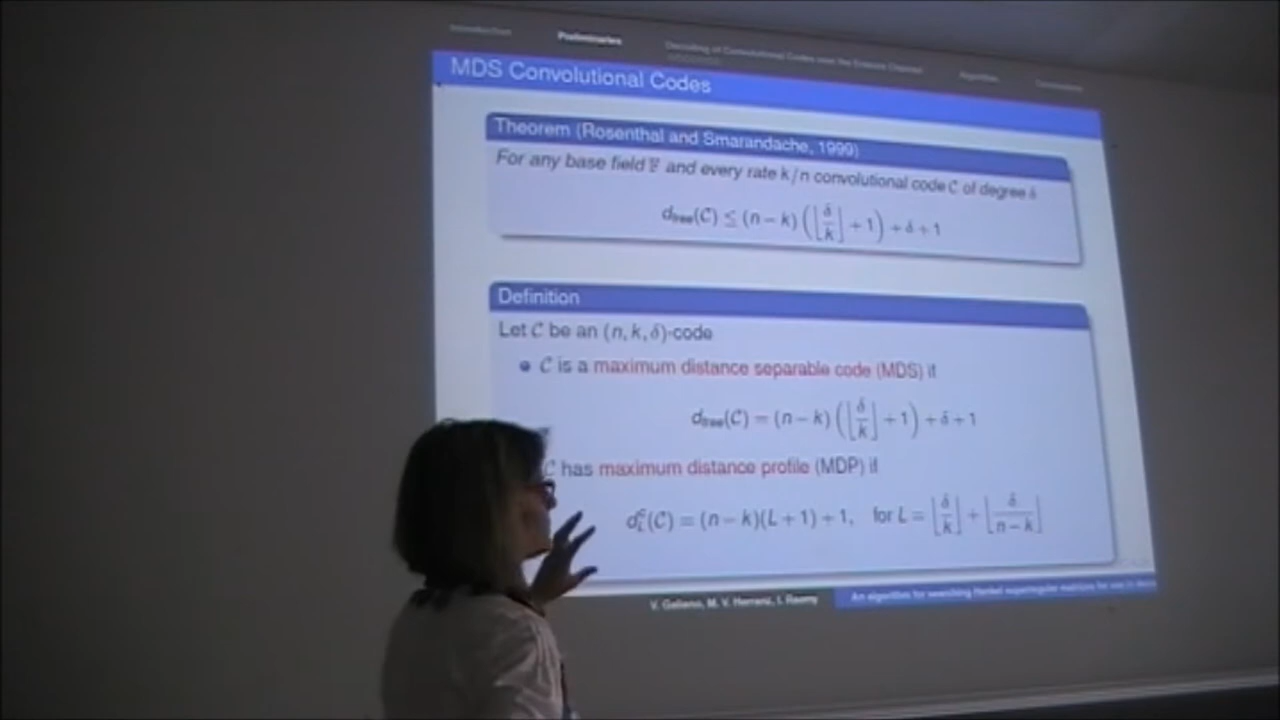 Introduction Preliminaries Decoding of Convolutional Codes over the Erasure Channel Algorithm Conclusions
MDS Convolutional Codes
Theorem (Rosenthal and Smarandache, 1999)
For any base field 𝔽 and every rate k/n convolutional code C of degree δ
d_free(C) ≤ (n − k) (⌊δ/k⌋ + 1) + δ + 1
Definition
Let C be an (n, k, δ)-code
• C is a maximum distance separable code (MDS) if
d_free(C) = (n − k) (⌊δ/k⌋ + 1) + δ + 1
C has maximum distance profile (MDP) if
d_L^c(C) = (n − k)(L + 1) + 1, for L = ⌊δ/k⌋ + ⌊δ/(n − k)⌋
V. Galiano, M. V. Herranz, An algorithm for searching Hankel superregular matrices for use in